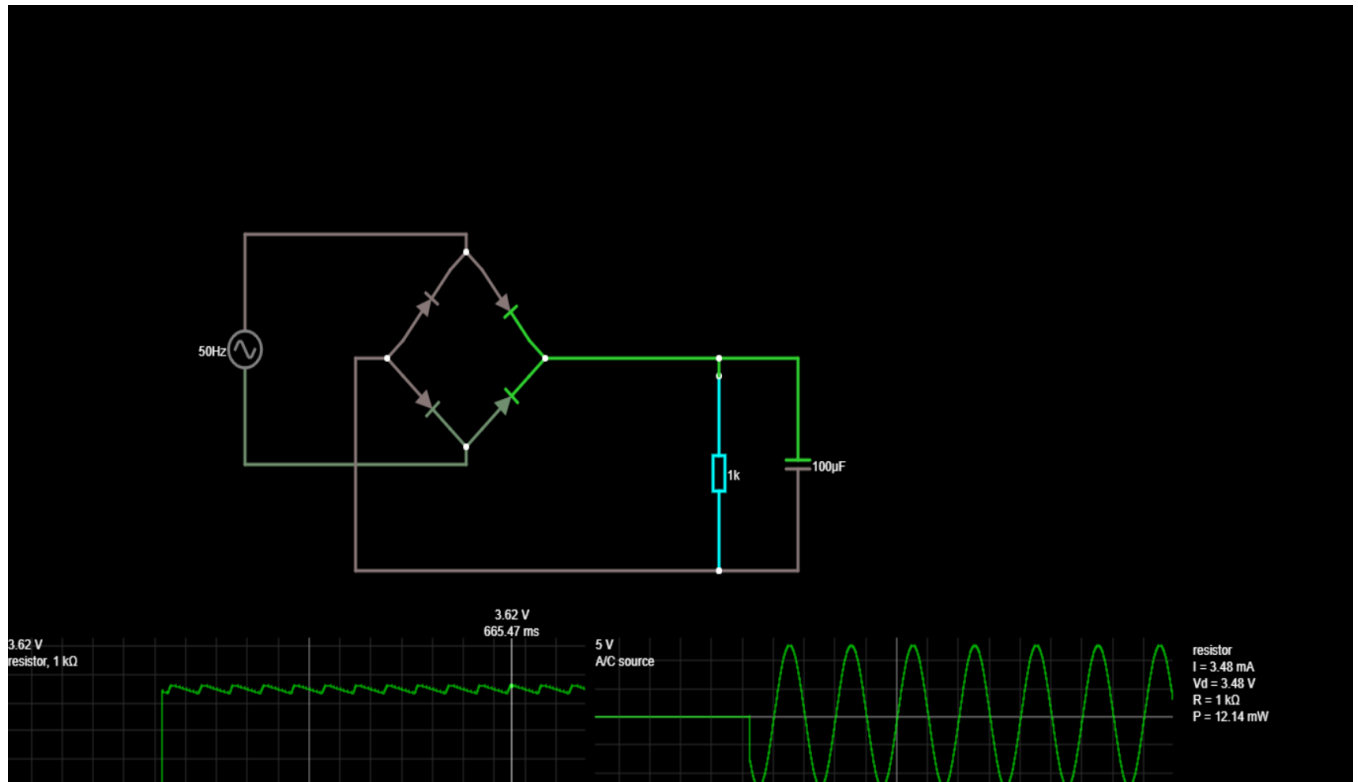 50Hz
1k
100µF
3.62 V
665.47 ms
3.62 V
resistor, 1 kΩ
5 V
A/C source
resistor
I = 3.48 mA
Vd = 3.48 V
R = 1 kΩ
P = 12.14 mW